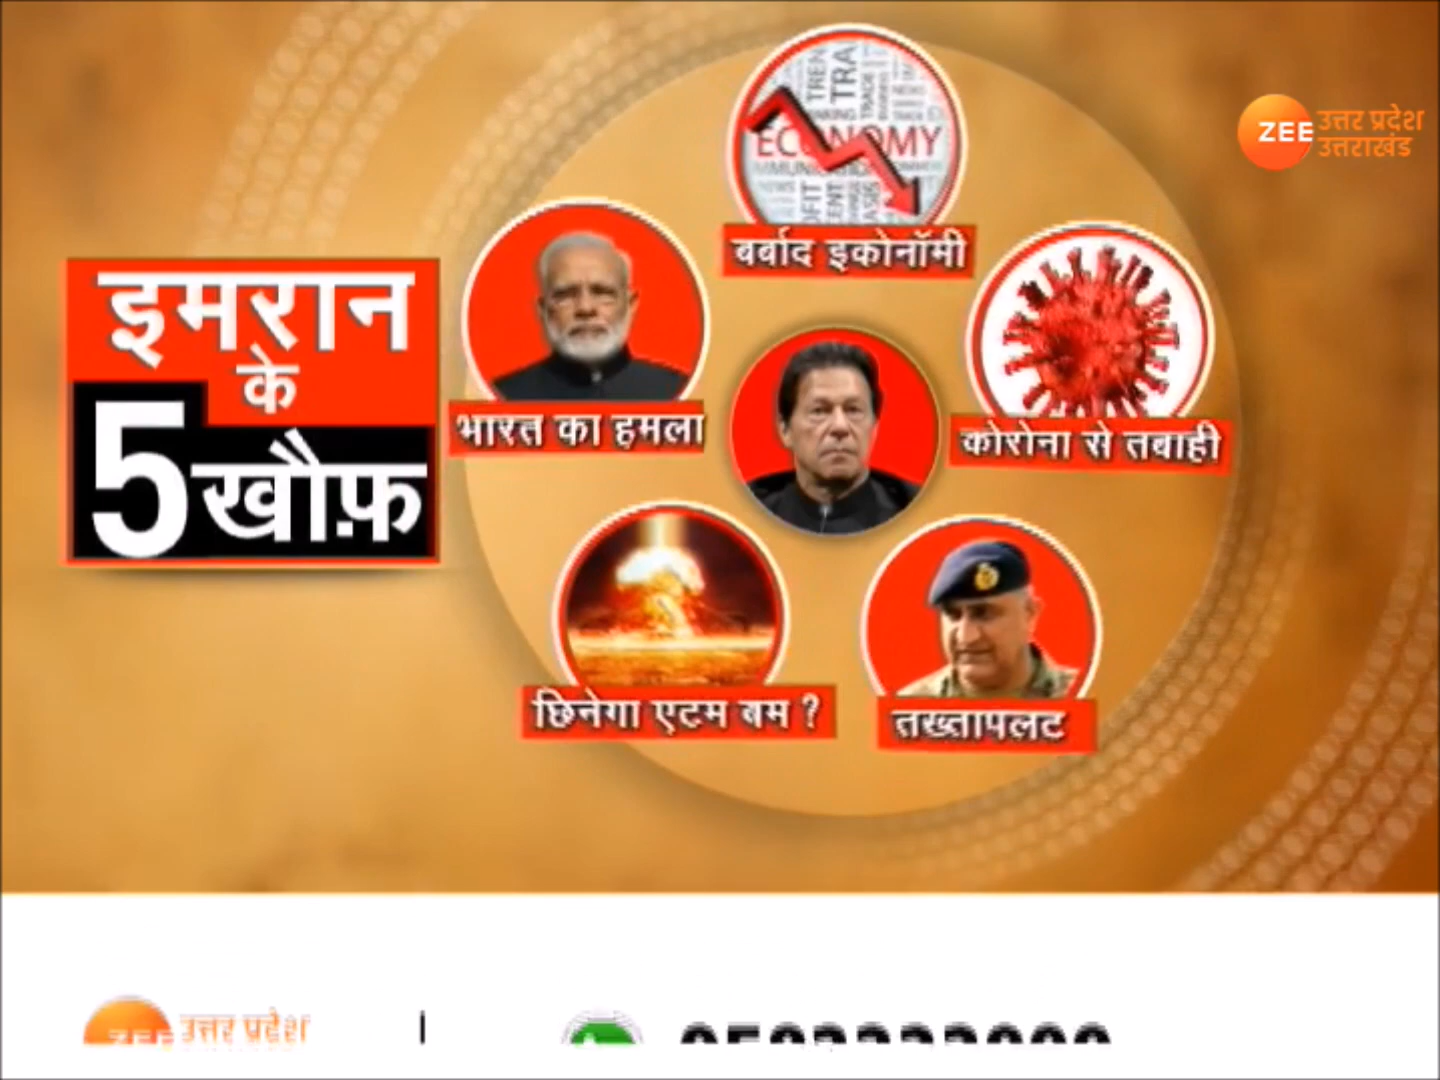 ZEE उत्तर प्रदेश
उत्तराखंड
इमरान
के
5 खौफ़
ECONOMY
बर्बाद इकोनॉमी
भारत का हमला
कोरोना से तबाही
छिनेगा एटम बम ?
तख्तापलट
उत्तर प्रदेश